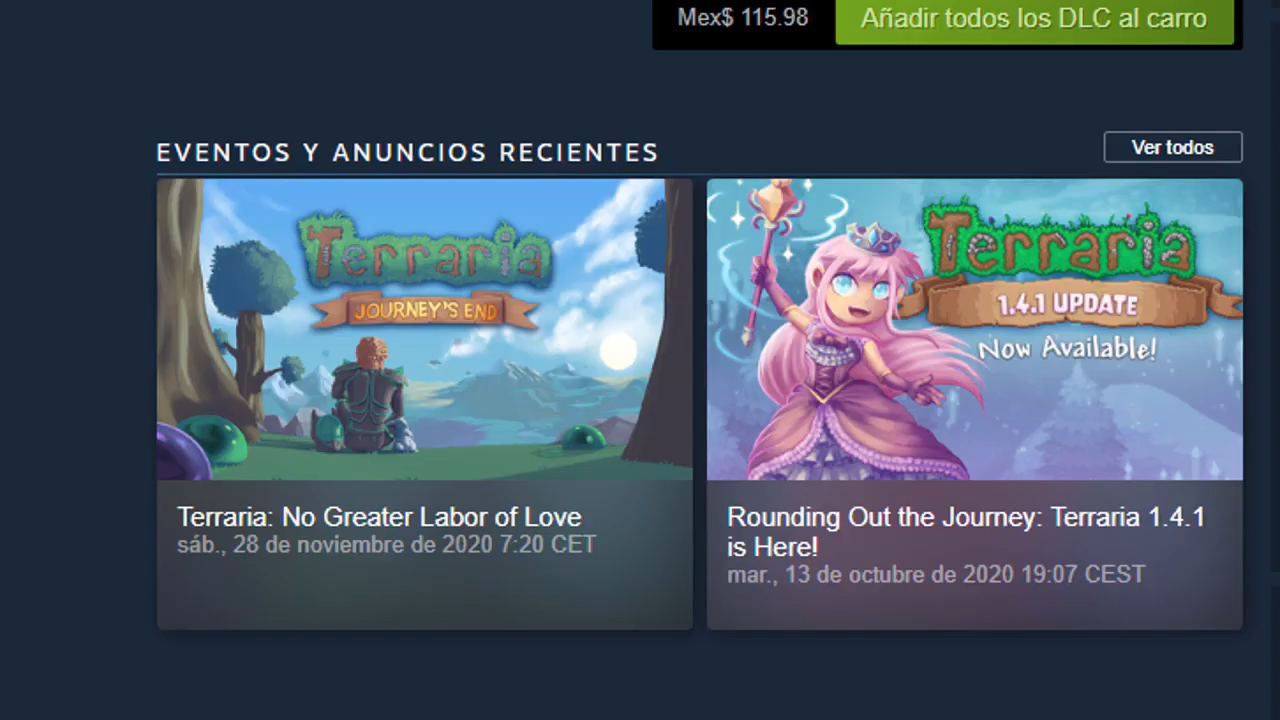 Mex$ 115.98
Añadir todos los DLC al carro
EVENTOS Y ANUNCIOS RECIENTES
Ver todos
Terraria
JOURNEY'S END
Terraria
1.4.1 UPDATE
Now Available!
Terraria: No Greater Labor of Love
sáb., 28 de noviembre de 2020 7:20 CET
Rounding Out the Journey: Terraria 1.4.1
is Here!
mar., 13 de octubre de 2020 19:07 CEST